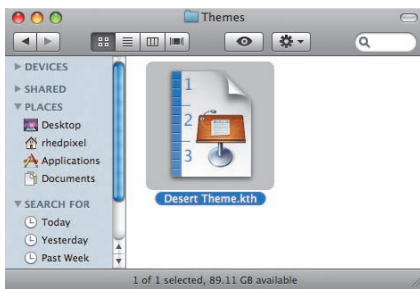 Themes
DEVICES
SHARED
PLACES
Desktop
rhedpixel
Applications
Documents
SEARCH FOR
Today
Yesterday
Past Week
1
2
3
Desert Theme.kth
1 of 1 selected, 89.11 GB available